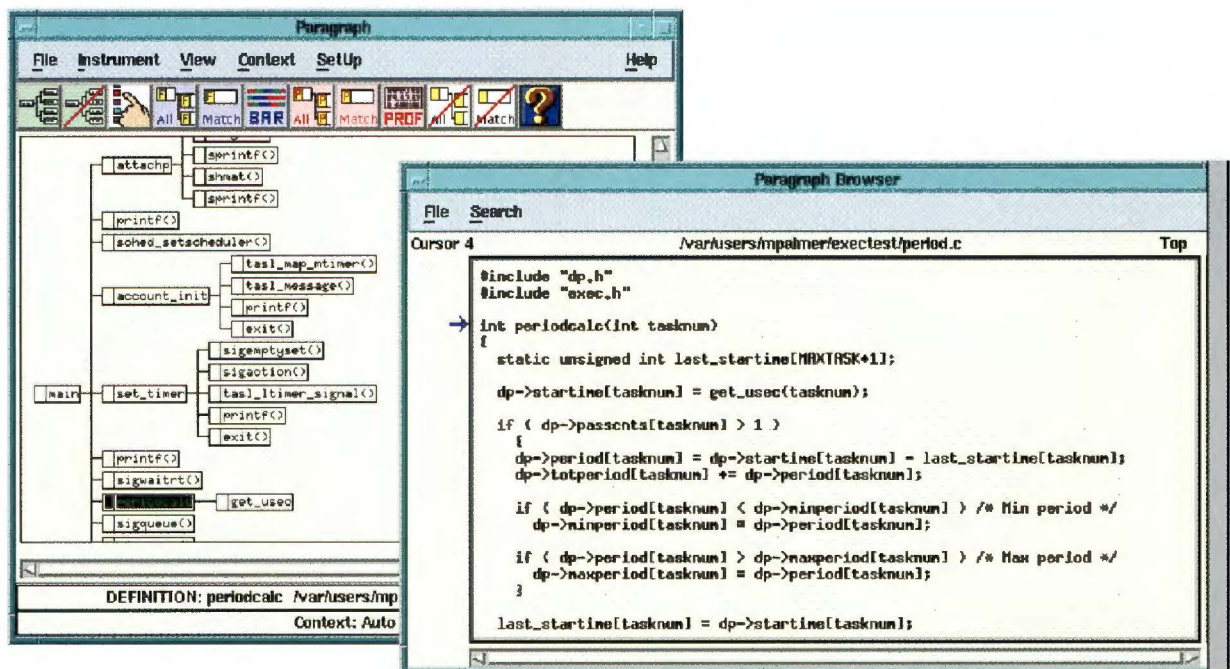 Paragraph
File Instrument View Context SetUp Help
All Match BAR All Match PROF All Match ?
sprintf()
attachp
shmat()
sprintf()
printf()
sched_setscheduler()
tasl_map_mtimer()
tasl_message()
account_init
printf()
exit()
sigemptyset()
sigaction()
main set_timer tasl_ltimer_signal()
printf()
exit()
printf()
sigwaitrt()
get_usec
sigqueue()
DEFINITION: periodcalc /var/users/mp
Context: Auto
Paragraph Browser
File Search
Cursor 4 /var/users/mpalmer/exectest/period.c Top
#include "dp.h"
#include "exec.h"
int periodcalc(int tasknum)
{
static unsigned int last_startime[MAXTASK+1];
dp->startime[tasknum] = get_usec(tasknum);
if ( dp->passcnts[tasknum] > 1 )
{
dp->period[tasknum] = dp->startime[tasknum] - last_startime[tasknum];
dp->totperiod[tasknum] += dp->period[tasknum];
if ( dp->period[tasknum] < dp->minperiod[tasknum] ) /* Min period */
dp->minperiod[tasknum] = dp->period[tasknum];
if ( dp->period[tasknum] > dp->maxperiod[tasknum] ) /* Max period */
dp->maxperiod[tasknum] = dp->period[tasknum];
}
last_startime[tasknum] = dp->startime[tasknum];